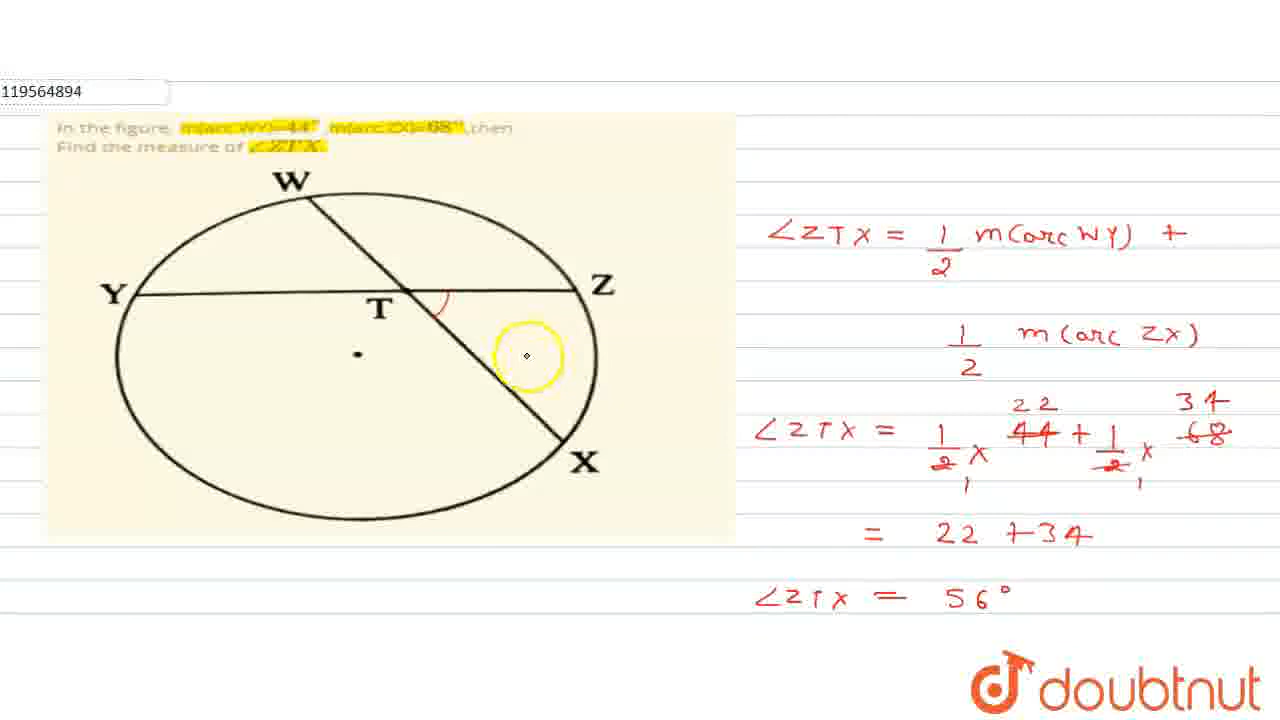 119564894
In the figure, m(arc WY)=44°, m(arc ZX)=68°, then
Find the measure of ∠ZTX.
W
Y
Z
T
X
∠ZTX = 1/2 m(arc WY) +
1/2 m(arc ZX)
22 34
∠ZTX = 1/2 × 44 + 1/2 × 68
1 1
= 22 + 34
∠ZTX = 56°
doubtnut